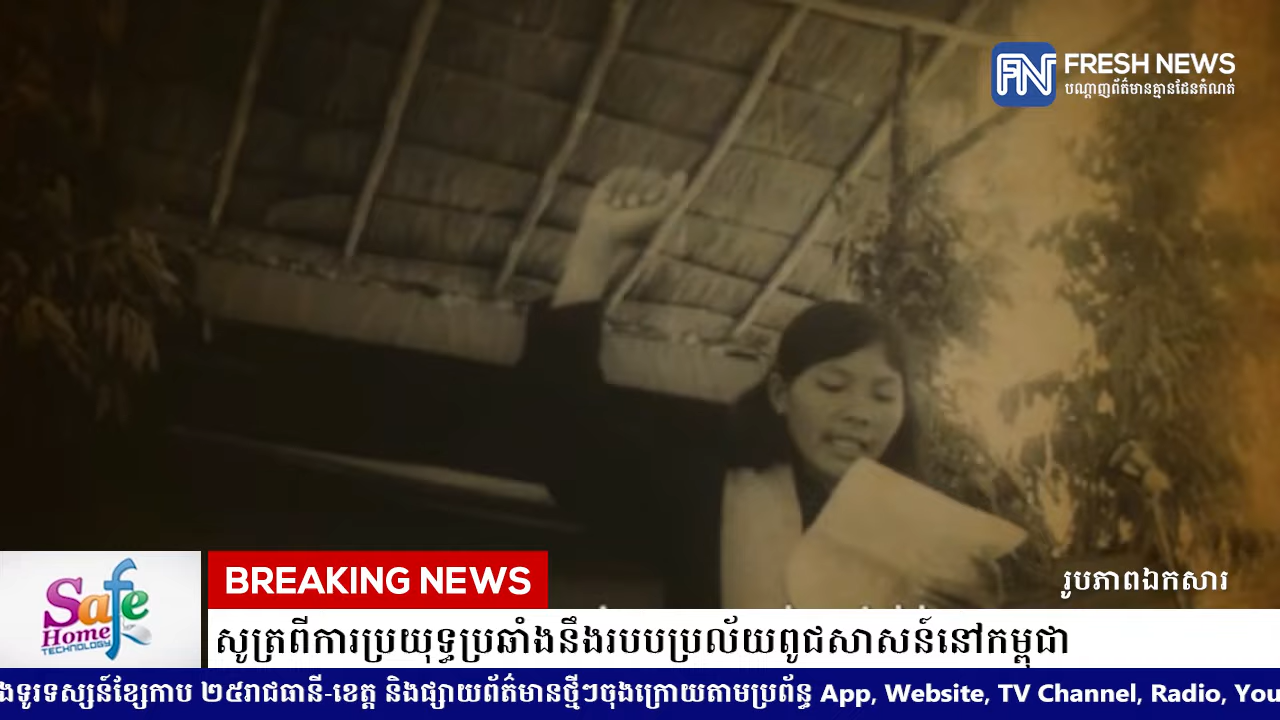 FN FRESH NEWS
បណ្តាញព័ត៌មានគ្មានដែនកំណត់
Safe
Home
TECHNOLOGY
BREAKING NEWS
រូបភាពឯកសារ
សូត្រពីការប្រយុទ្ធប្រឆាំងនឹងរបបប្រល័យពូជសាសន៍នៅកម្ពុជា
ងទូរទស្សន៍ខ្សែកាប ២៥រាជធានី-ខេត្ត និងផ្សាយព័ត៌មានថ្មីៗចុងក្រោយតាមប្រព័ន្ធ App, Website, TV Channel, Radio, You